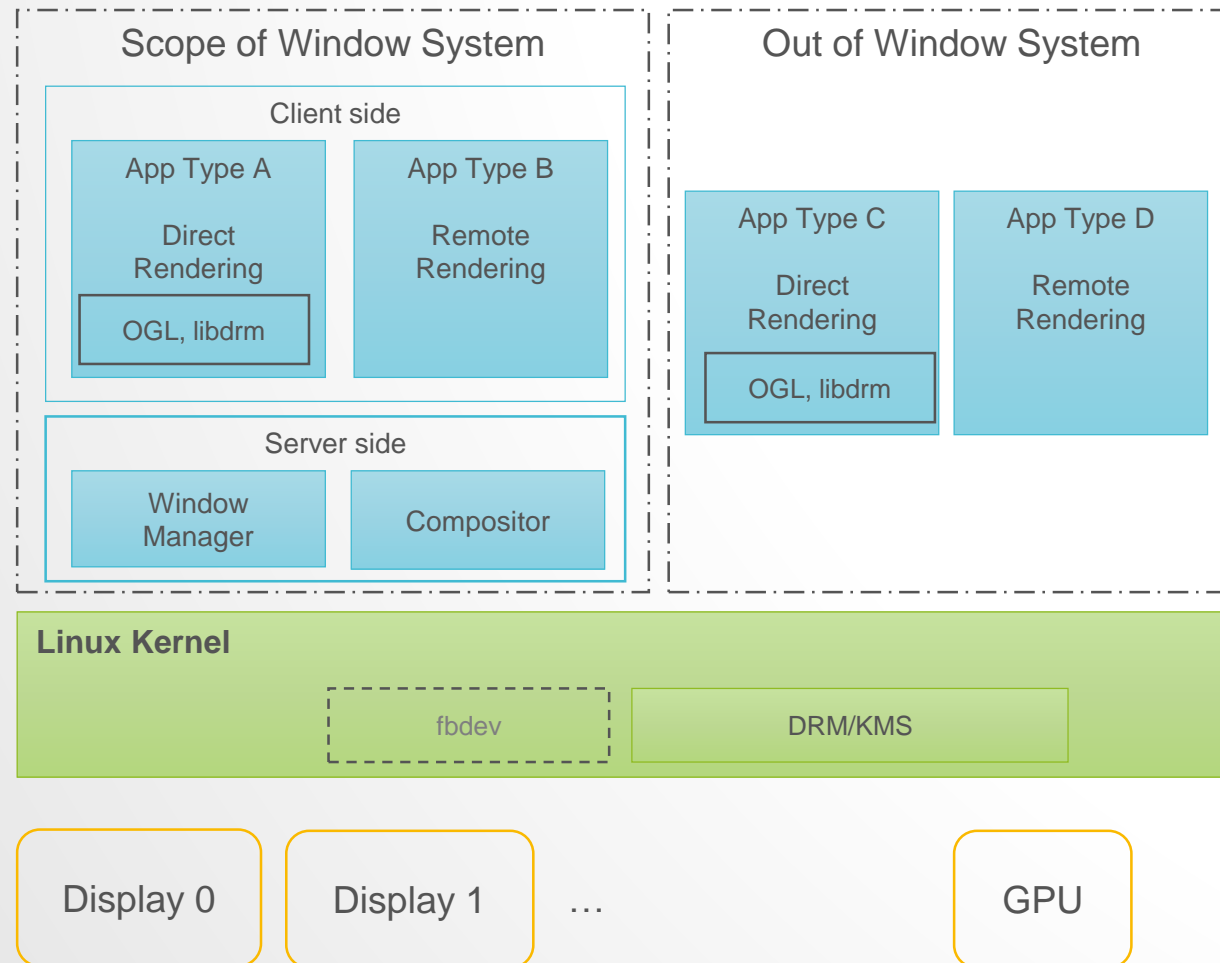 Scope of Window System
Client side
App Type A
Direct
Rendering
OGL, libdrm
App Type B
Remote
Rendering
Server side
Window
Manager
Compositor
Out of Window System
App Type C
Direct
Rendering
OGL, libdrm
App Type D
Remote
Rendering
Linux Kernel
fbdev
DRM/KMS
Display 0
Display 1
…
GPU